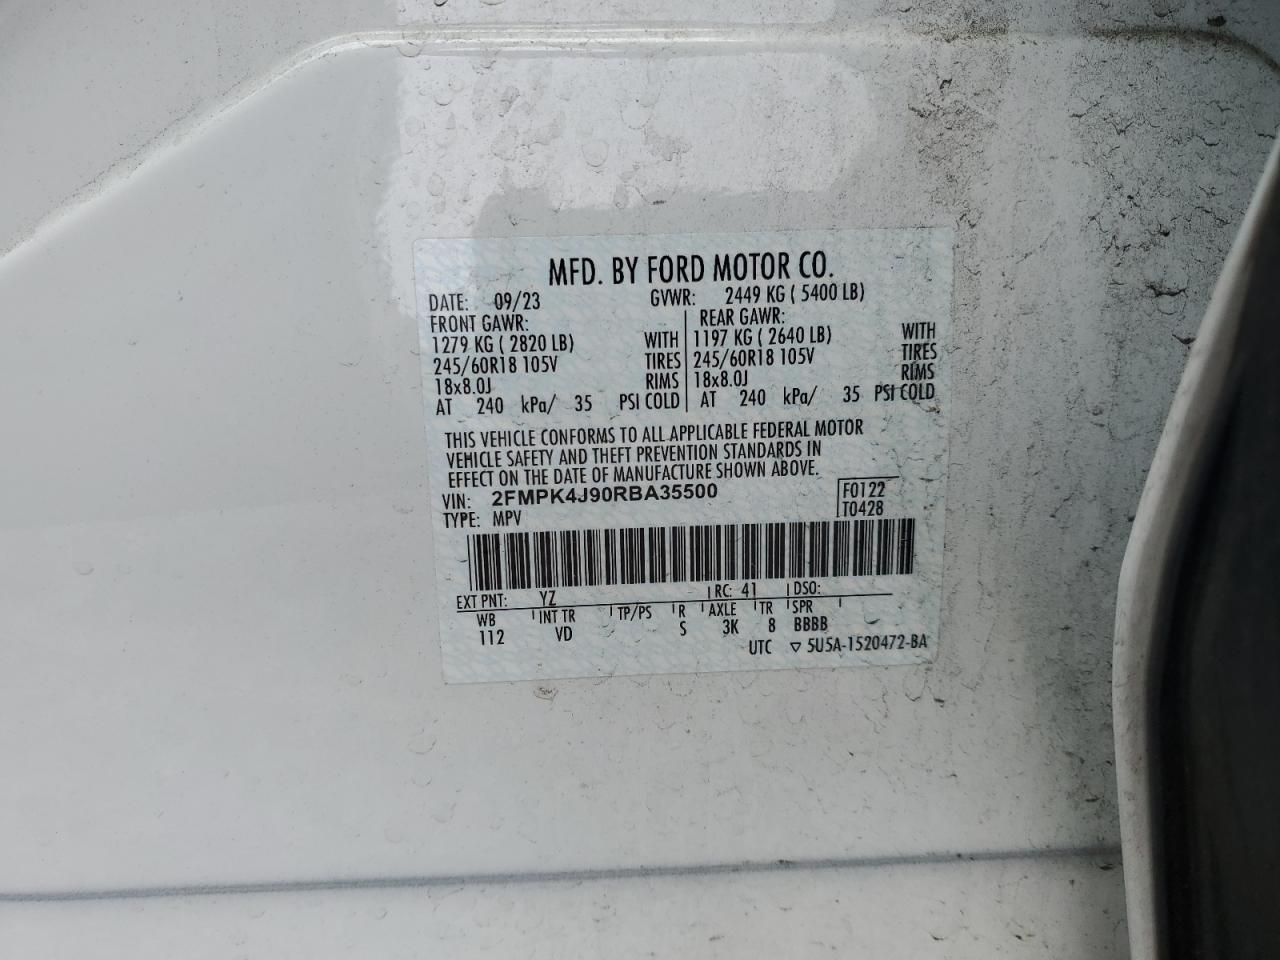 MFD. BY FORD MOTOR CO.
DATE: 09/23 GVWR: 2449 KG ( 5400 LB)
FRONT GAWR: REAR GAWR:
1279 KG ( 2820 LB) WITH 1197 KG ( 2640 LB) WITH
245/60R18 105V TIRES 245/60R18 105V TIRES
18x8.0J RIMS 18x8.0J RIMS
AT 240 kPa/ 35 PSI COLD AT 240 kPa/ 35 PSI COLD
THIS VEHICLE CONFORMS TO ALL APPLICABLE FEDERAL MOTOR
VEHICLE SAFETY AND THEFT PREVENTION STANDARDS IN
EFFECT ON THE DATE OF MANUFACTURE SHOWN ABOVE.
VIN: 2FMPK4J90RBA35500 F0122
TYPE: MPV T0428
EXT PNT: YZ RC: 41 DSO:
WB INT TR TP/PS R AXLE TR SPR
112 VD S 3K 8 BBBB
UTC ▽ 5U5A-1520472-BA